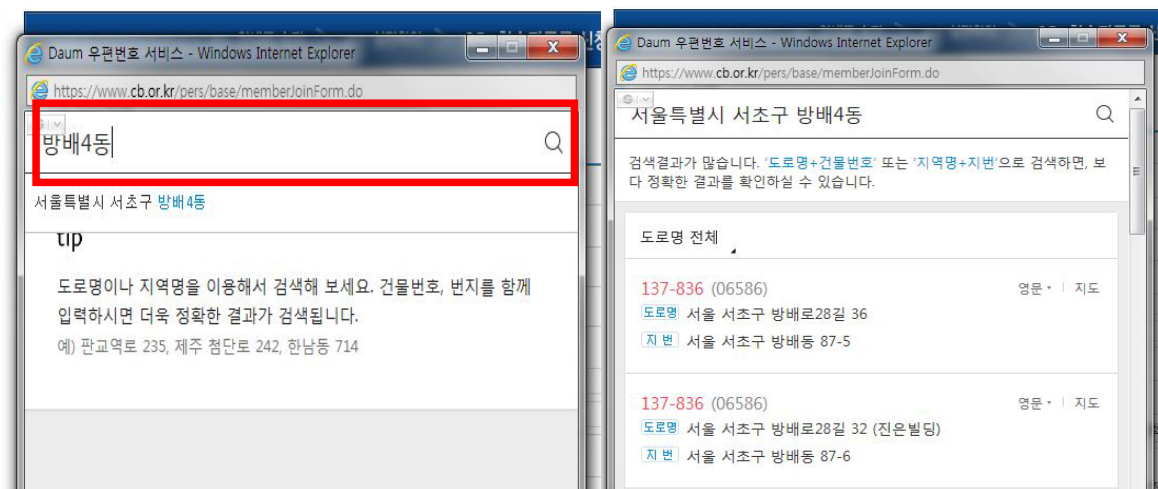 Daum 우편번호 서비스 - Windows Internet Explorer
https://www.cb.or.kr/pers/base/memberJoinForm.do
방배4동
서울특별시 서초구 방배4동
tip
도로명이나 지역명을 이용해서 검색해 보세요. 건물번호, 번지를 함께
입력하시면 더욱 정확한 결과가 검색됩니다.
예) 판교역로 235, 제주 첨단로 242, 한남동 714
Daum 우편번호 서비스 - Windows Internet Explorer
https://www.cb.or.kr/pers/base/memberJoinForm.do
서울특별시 서초구 방배4동
검색결과가 많습니다. '도로명+건물번호' 또는 '지역명+지번'으로 검색하면, 보
다 정확한 결과를 확인하실 수 있습니다.
도로명 전체
137-836 (06586) 영문 지도
도로명 서울 서초구 방배로28길 36
지번 서울 서초구 방배동 87-5
137-836 (06586) 영문 지도
도로명 서울 서초구 방배로28길 32 (진은빌딩)
지번 서울 서초구 방배동 87-6